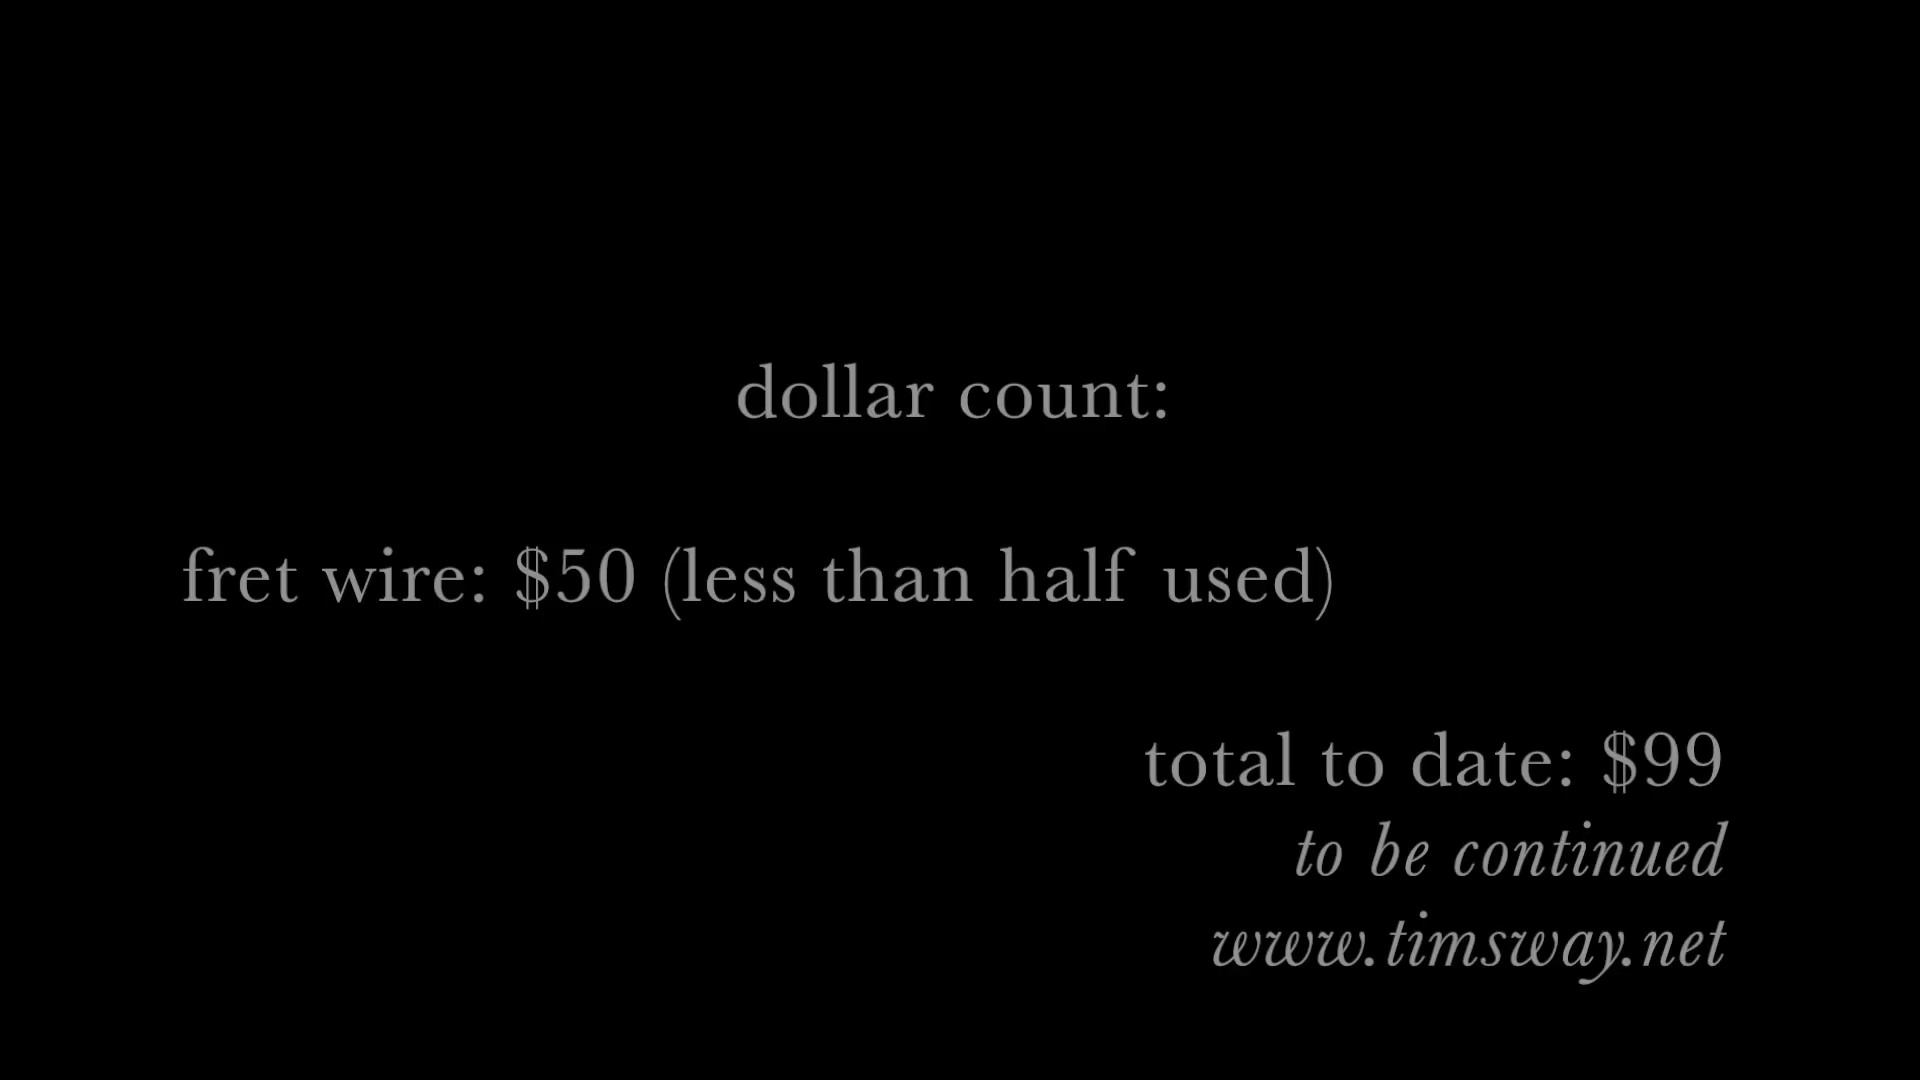 dollar count:
fret wire: $50 (less than half used)
total to date: $99
to be continued
www.timsway.net